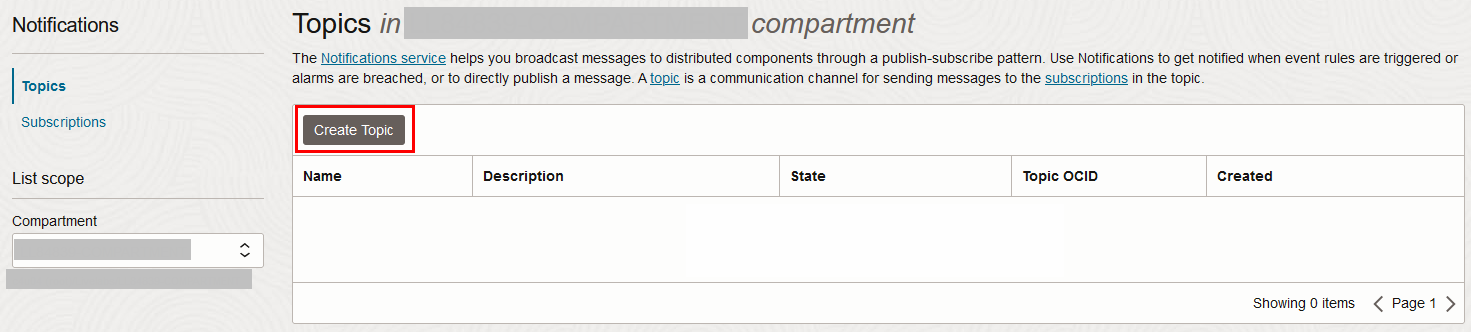 Notifications
Topics
Subscriptions
List scope
Compartment
Topics in compartment
The Notifications service helps you broadcast messages to distributed components through a publish-subscribe pattern. Use Notifications to get notified when event rules are triggered or
alarms are breached, or to directly publish a message. A topic is a communication channel for sending messages to the subscriptions in the topic.
Create Topic
Name Description State Topic OCID Created
Showing 0 items Page 1